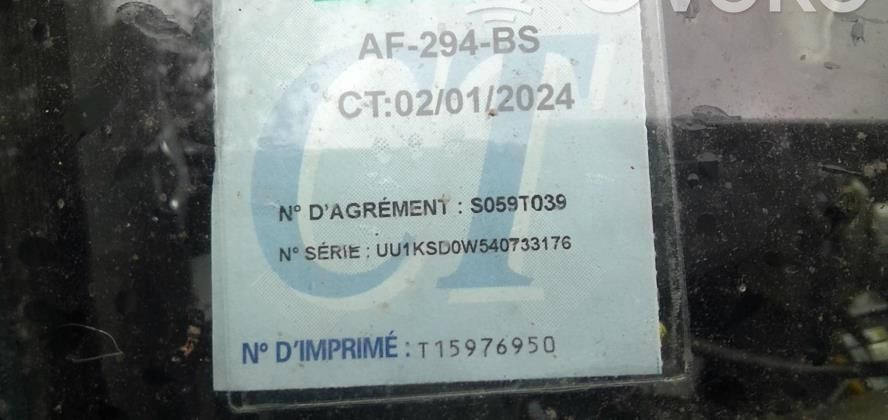 AF-294-BS
CT:02/01/2024
N° D'AGRÉMENT : S059T039
N° SÉRIE : UU1KSD0W540733176
N° D'IMPRIMÉ : T15976950